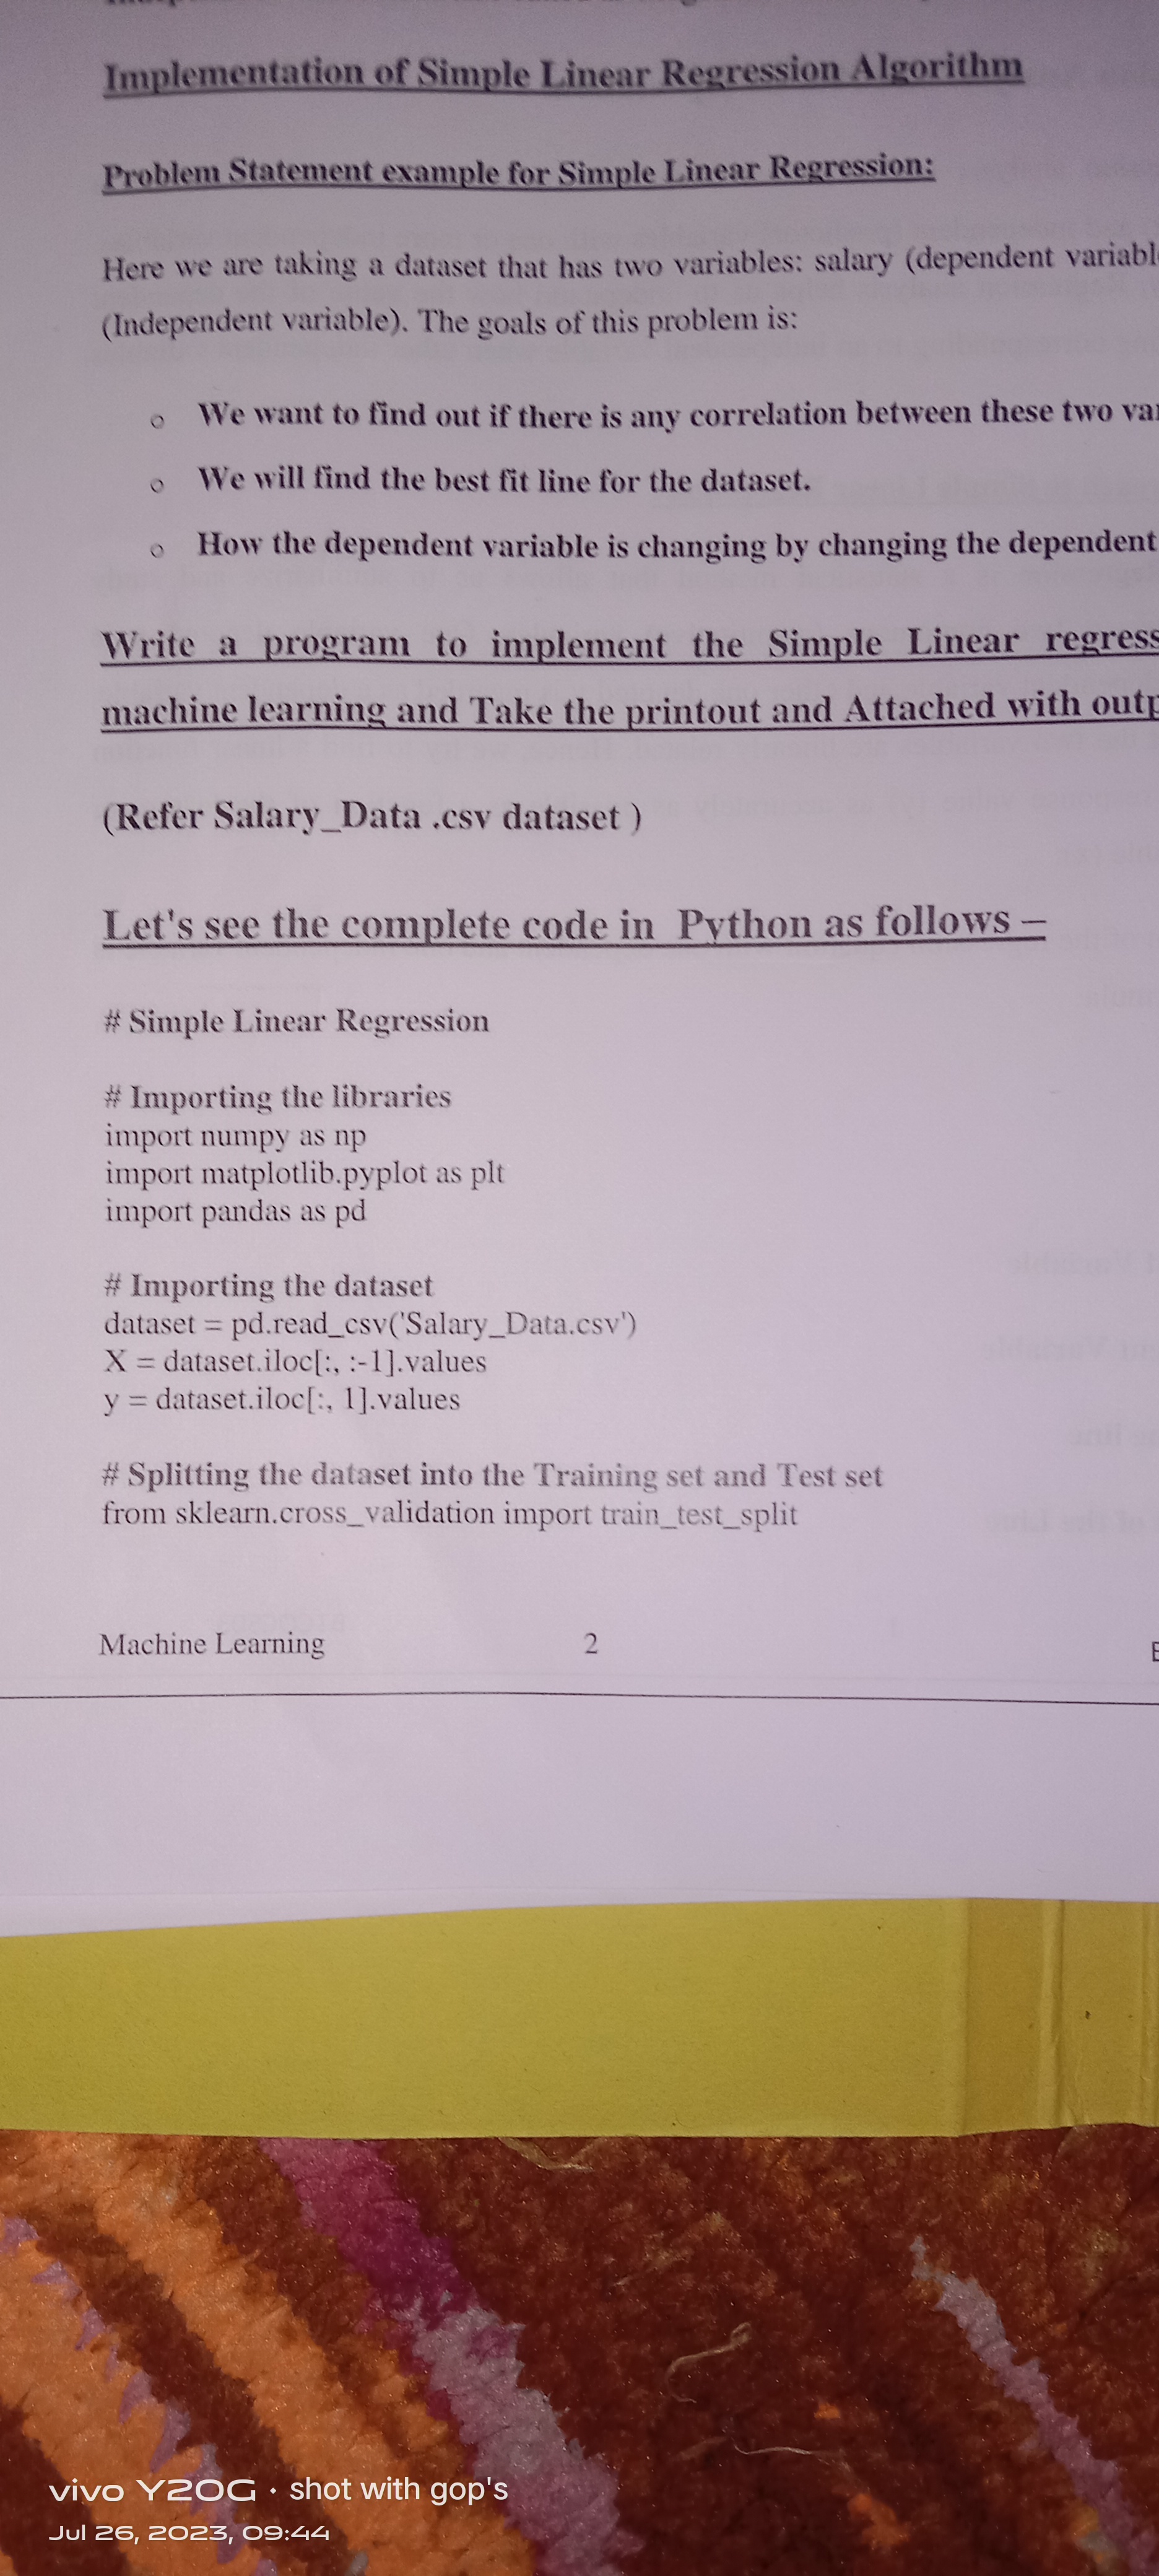 Implementation of Simple Linear Regression Algorithm
Problem Statement example for Simple Linear Regression:
Here we are taking a dataset that has two variables: salary (dependent variabl
(Independent variable). The goals of this problem is:
○ We want to find out if there is any correlation between these two va
○ We will find the best fit line for the dataset.
○ How the dependent variable is changing by changing the dependent
Write a program to implement the Simple Linear regress
machine learning and Take the printout and Attached with outp
(Refer Salary_Data .csv dataset )
Let's see the complete code in Python as follows –
# Simple Linear Regression
# Importing the libraries
import numpy as np
import matplotlib.pyplot as plt
import pandas as pd
# Importing the dataset
dataset = pd.read_csv('Salary_Data.csv')
X = dataset.iloc[:, :-1].values
y = dataset.iloc[:, 1].values
# Splitting the dataset into the Training set and Test set
from sklearn.cross_validation import train_test_split
Machine Learning 2
vivo Y20G · shot with gop's
Jul 26, 2023, 09:44